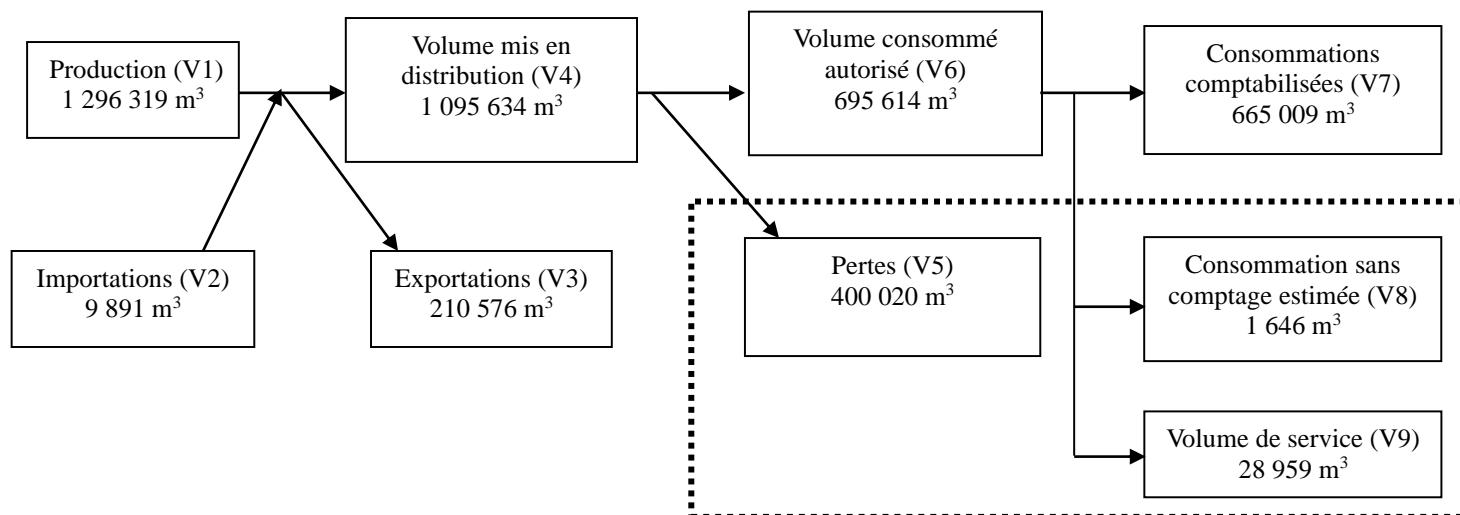 Production (V1)
1 296 319 m³
Volume mis en
distribution (V4)
1 095 634 m³
Volume consommé
autorisé (V6)
695 614 m³
Consommations
comptabilisées (V7)
665 009 m³
Importations (V2)
9 891 m³
Exportations (V3)
210 576 m³
Pertes (V5)
400 020 m³
Consommation sans
comptage estimée (V8)
1 646 m³
Volume de service (V9)
28 959 m³